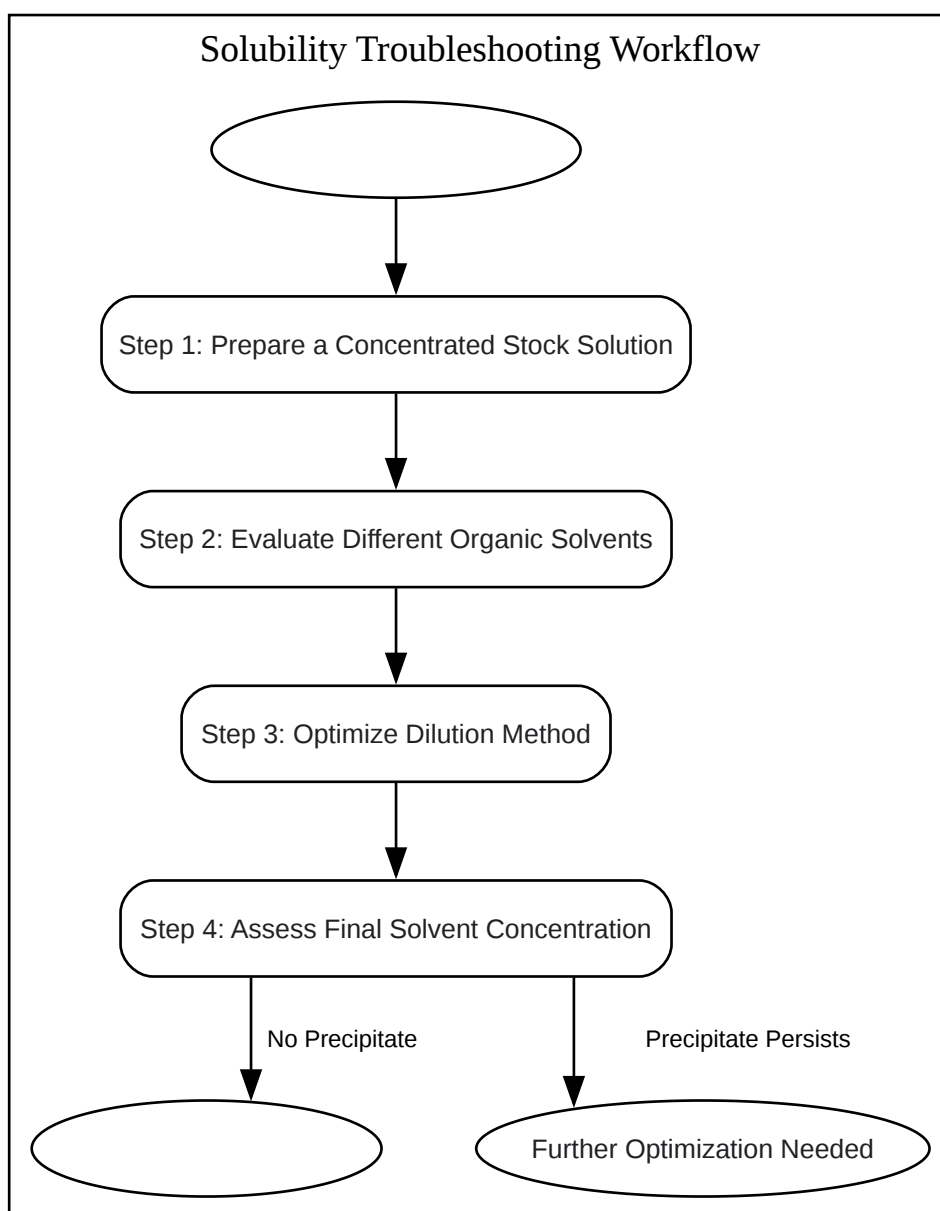 Solubility Troubleshooting Workflow
Step 1: Prepare a Concentrated Stock Solution
Step 2: Evaluate Different Organic Solvents
Step 3: Optimize Dilution Method
Step 4: Assess Final Solvent Concentration
No Precipitate
Precipitate Persists
Further Optimization Needed